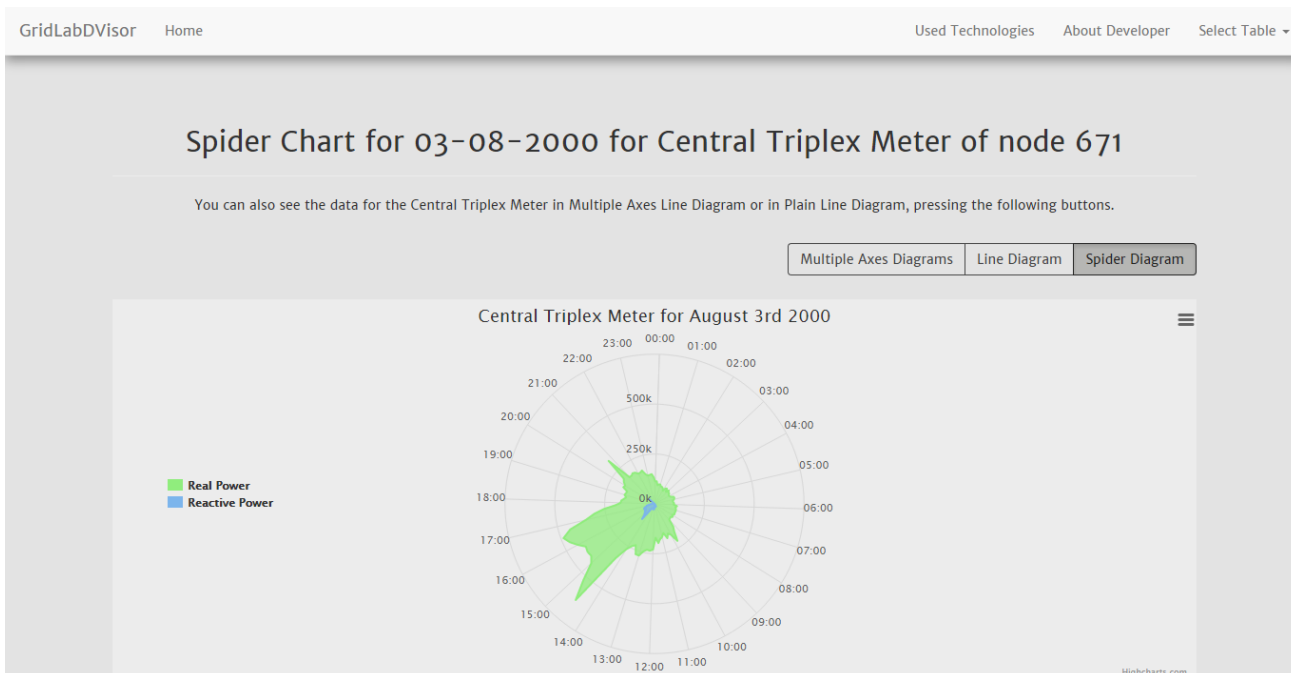 GridLabDVisor Home Used Technologies About Developer Select Table
Spider Chart for 03-08-2000 for Central Triplex Meter of node 671
You can also see the data for the Central Triplex Meter in Multiple Axes Line Diagram or in Plain Line Diagram, pressing the following buttons.
Multiple Axes Diagrams Line Diagram Spider Diagram
Central Triplex Meter for August 3rd 2000
00:00
01:00
02:00
03:00
04:00
05:00
06:00
07:00
08:00
09:00
10:00
11:00
12:00
13:00
14:00
15:00
16:00
17:00
18:00
19:00
20:00
21:00
22:00
23:00
500k
250k
0k
Real Power
Reactive Power
Highcharts.com